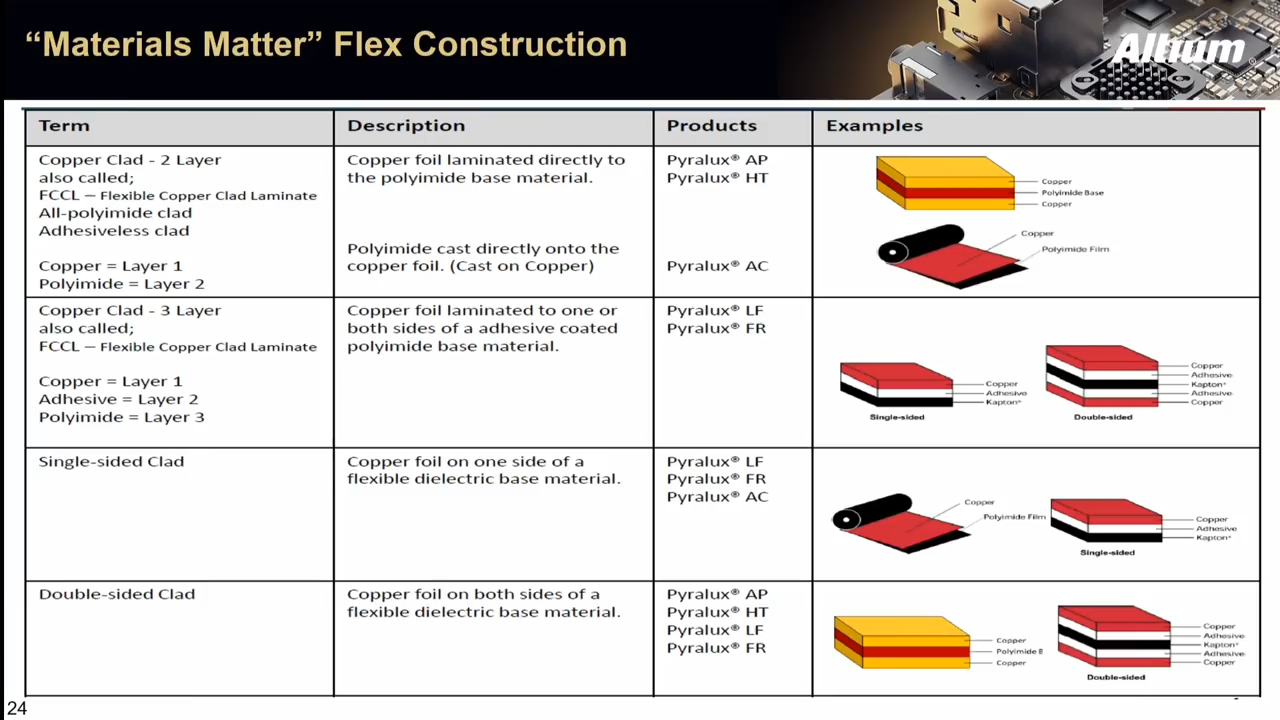 “Materials Matter” Flex Construction
Altium®
Term
Description
Products
Examples
Copper Clad - 2 Layer
also called;
FCCL – Flexible Copper Clad Laminate
All-polyimide clad
Adhesiveless clad
Copper = Layer 1
Polyimide = Layer 2
Copper foil laminated directly to
the polyimide base material.
Polyimide cast directly onto the
copper foil. (Cast on Copper)
Pyralux® AP
Pyralux® HT
Pyralux® AC
Copper
Polyimide Base
Copper
Copper
Polyimide Film
Copper Clad - 3 Layer
also called;
FCCL – Flexible Copper Clad Laminate
Copper = Layer 1
Adhesive = Layer 2
Polyimide = Layer 3
Copper foil laminated to one or
both sides of a adhesive coated
polyimide base material.
Pyralux® LF
Pyralux® FR
Copper
Adhesive
Kapton®
Single-sided
Copper
Adhesive
Kapton®
Adhesive
Copper
Double-sided
Single-sided Clad
Copper foil on one side of a
flexible dielectric base material.
Pyralux® LF
Pyralux® FR
Pyralux® AC
Copper
Polyimide Film
Copper
Adhesive
Kapton®
Single-sided
Double-sided Clad
Copper foil on both sides of a
flexible dielectric base material.
Pyralux® AP
Pyralux® HT
Pyralux® LF
Pyralux® FR
Copper
Polyimide B
Copper
Copper
Adhesive
Kapton®
Adhesive
Copper
Double-sided
24